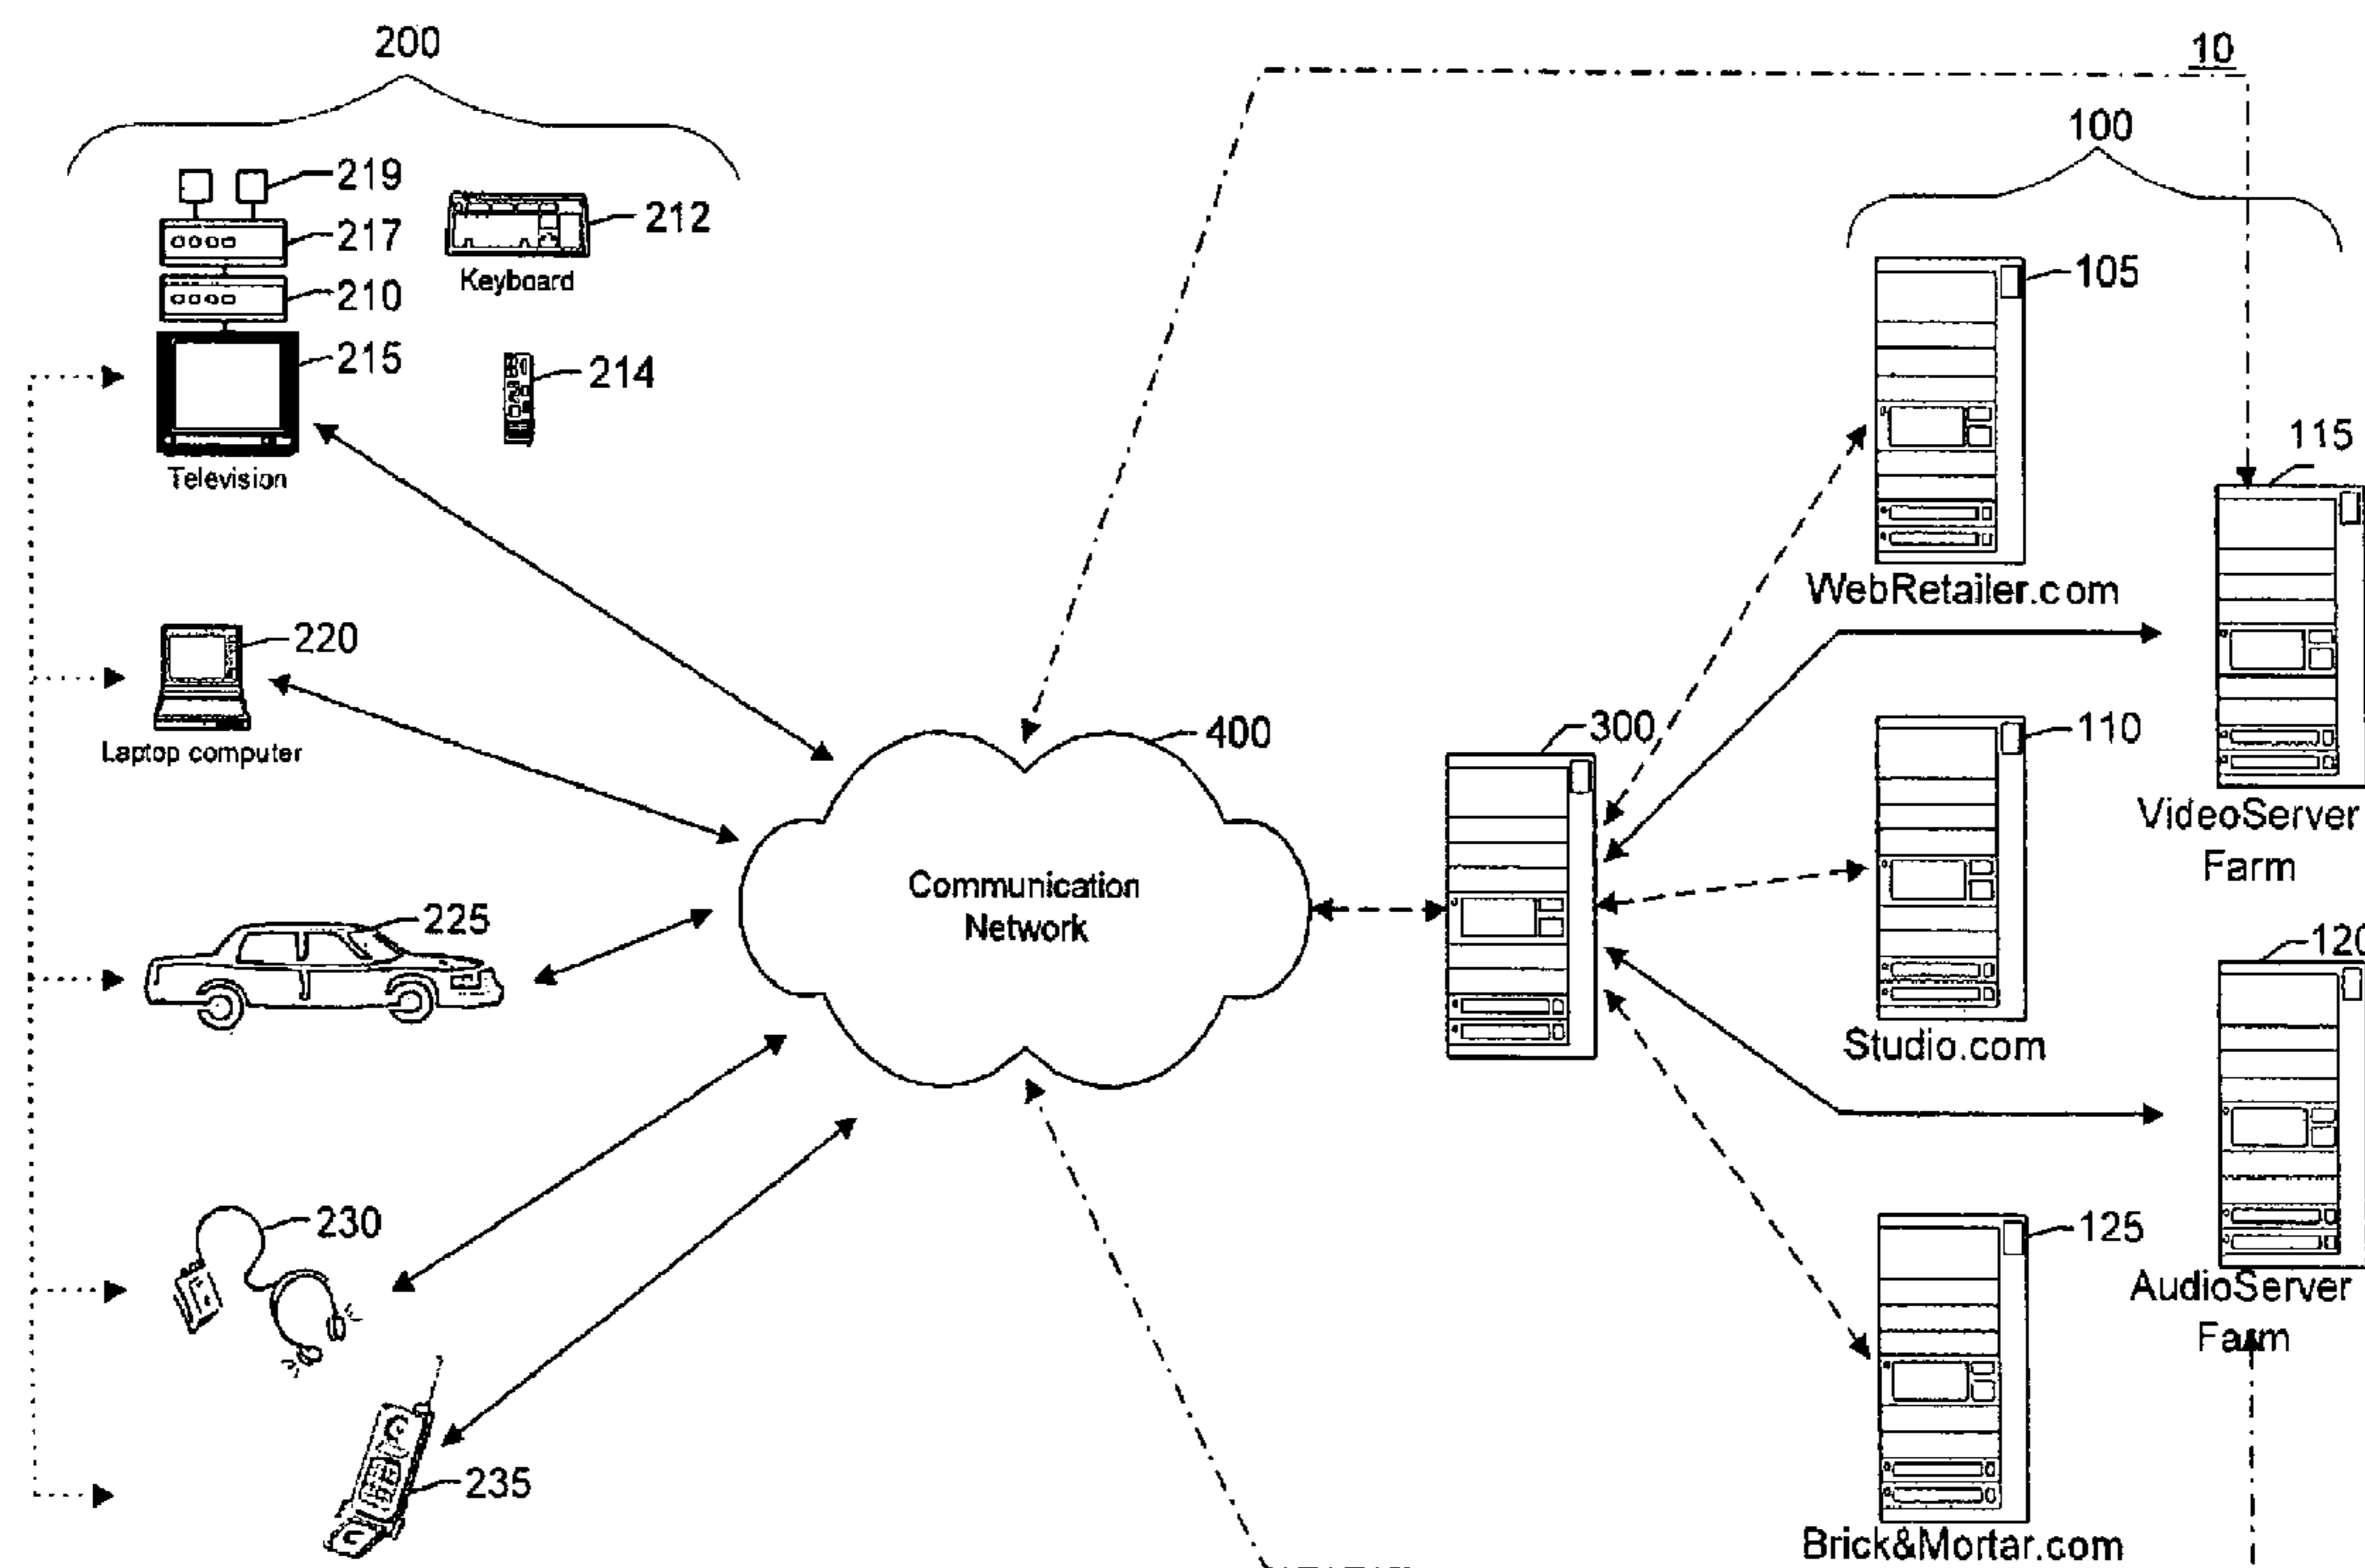 200
10
100
219
212
217
Keyboard
210
215
214
Television
105
WebRetailer.com
115
VideoServer
Farm
220
Laptop computer
400
300
110
Communication
Network
Studio.com
225
120
AudioServer
Farm
230
125
235
Brick&Mortar.com